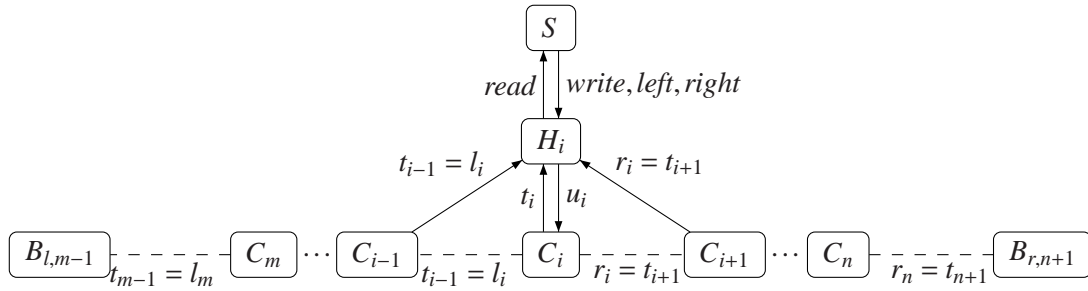 S
read write, left, right
H_i
t_{i-1} = l_i r_i = t_{i+1}
t_i u_i
B_{l,m-1} C_m ··· C_{i-1} C_i C_{i+1} ··· C_n B_{r,n+1}
t_{m-1} = l_m t_{i-1} = l_i r_i = t_{i+1} r_n = t_{n+1}